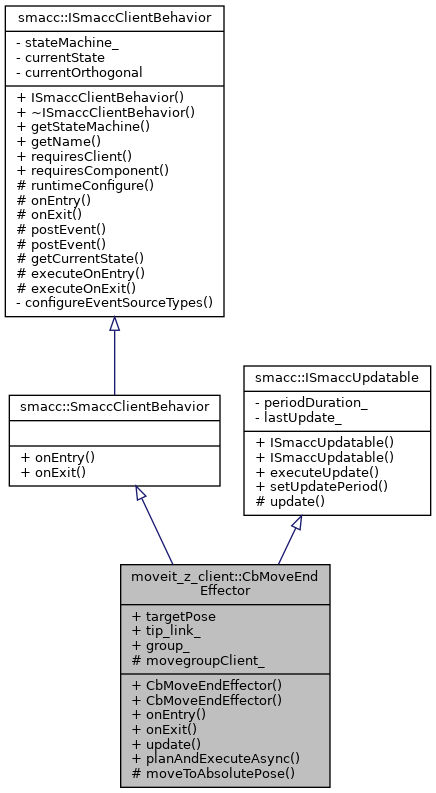 smacc::ISmaccClientBehavior
- stateMachine_
- currentState
- currentOrthogonal
+ ISmaccClientBehavior()
+ ~ISmaccClientBehavior()
+ getStateMachine()
+ getName()
+ requiresClient()
+ requiresComponent()
# runtimeConfigure()
# onEntry()
# onExit()
# postEvent()
# postEvent()
# getCurrentState()
# executeOnEntry()
# executeOnExit()
- configureEventSourceTypes()
smacc::SmaccClientBehavior
+ onEntry()
+ onExit()
smacc::ISmaccUpdatable
- periodDuration_
- lastUpdate_
+ ISmaccUpdatable()
+ ISmaccUpdatable()
+ executeUpdate()
+ setUpdatePeriod()
# update()
moveit_z_client::CbMoveEnd
Effector
+ targetPose
+ tip_link_
+ group_
# movegroupClient_
+ CbMoveEndEffector()
+ CbMoveEndEffector()
+ onEntry()
+ onExit()
+ update()
+ planAndExecuteAsync()
# moveToAbsolutePose()